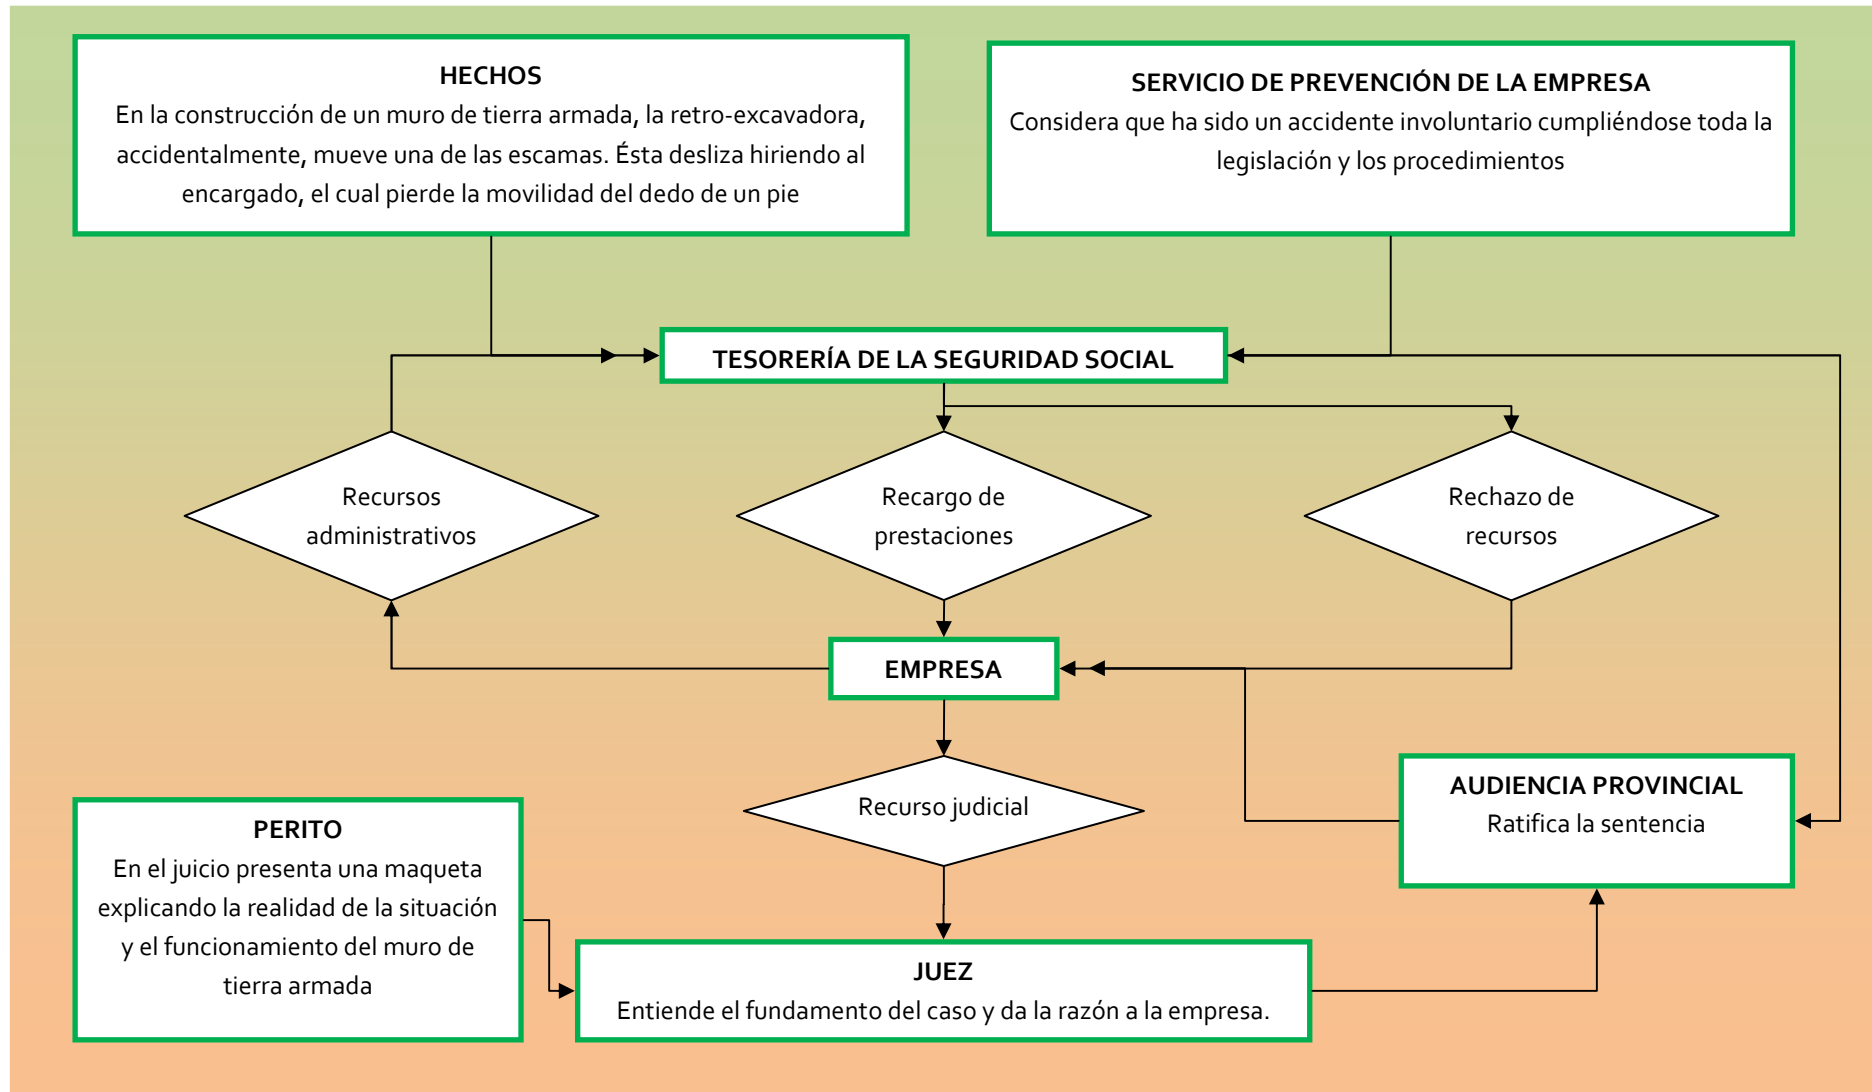 HECHOS
En la construcción de un muro de tierra armada, la retro-excavadora,
accidentalmente, mueve una de las escamas. Ésta desliza hiriendo al
encargado, el cual pierde la movilidad del dedo de un pie
SERVICIO DE PREVENCIÓN DE LA EMPRESA
Considera que ha sido un accidente involuntario cumpliéndose toda la
legislación y los procedimientos
TESORERÍA DE LA SEGURIDAD SOCIAL
Recursos
administrativos
Recargo de
prestaciones
Rechazo de
recursos
EMPRESA
Recurso judicial
AUDIENCIA PROVINCIAL
Ratifica la sentencia
PERITO
En el juicio presenta una maqueta
explicando la realidad de la situación
y el funcionamiento del muro de
tierra armada
JUEZ
Entiende el fundamento del caso y da la razón a la empresa.